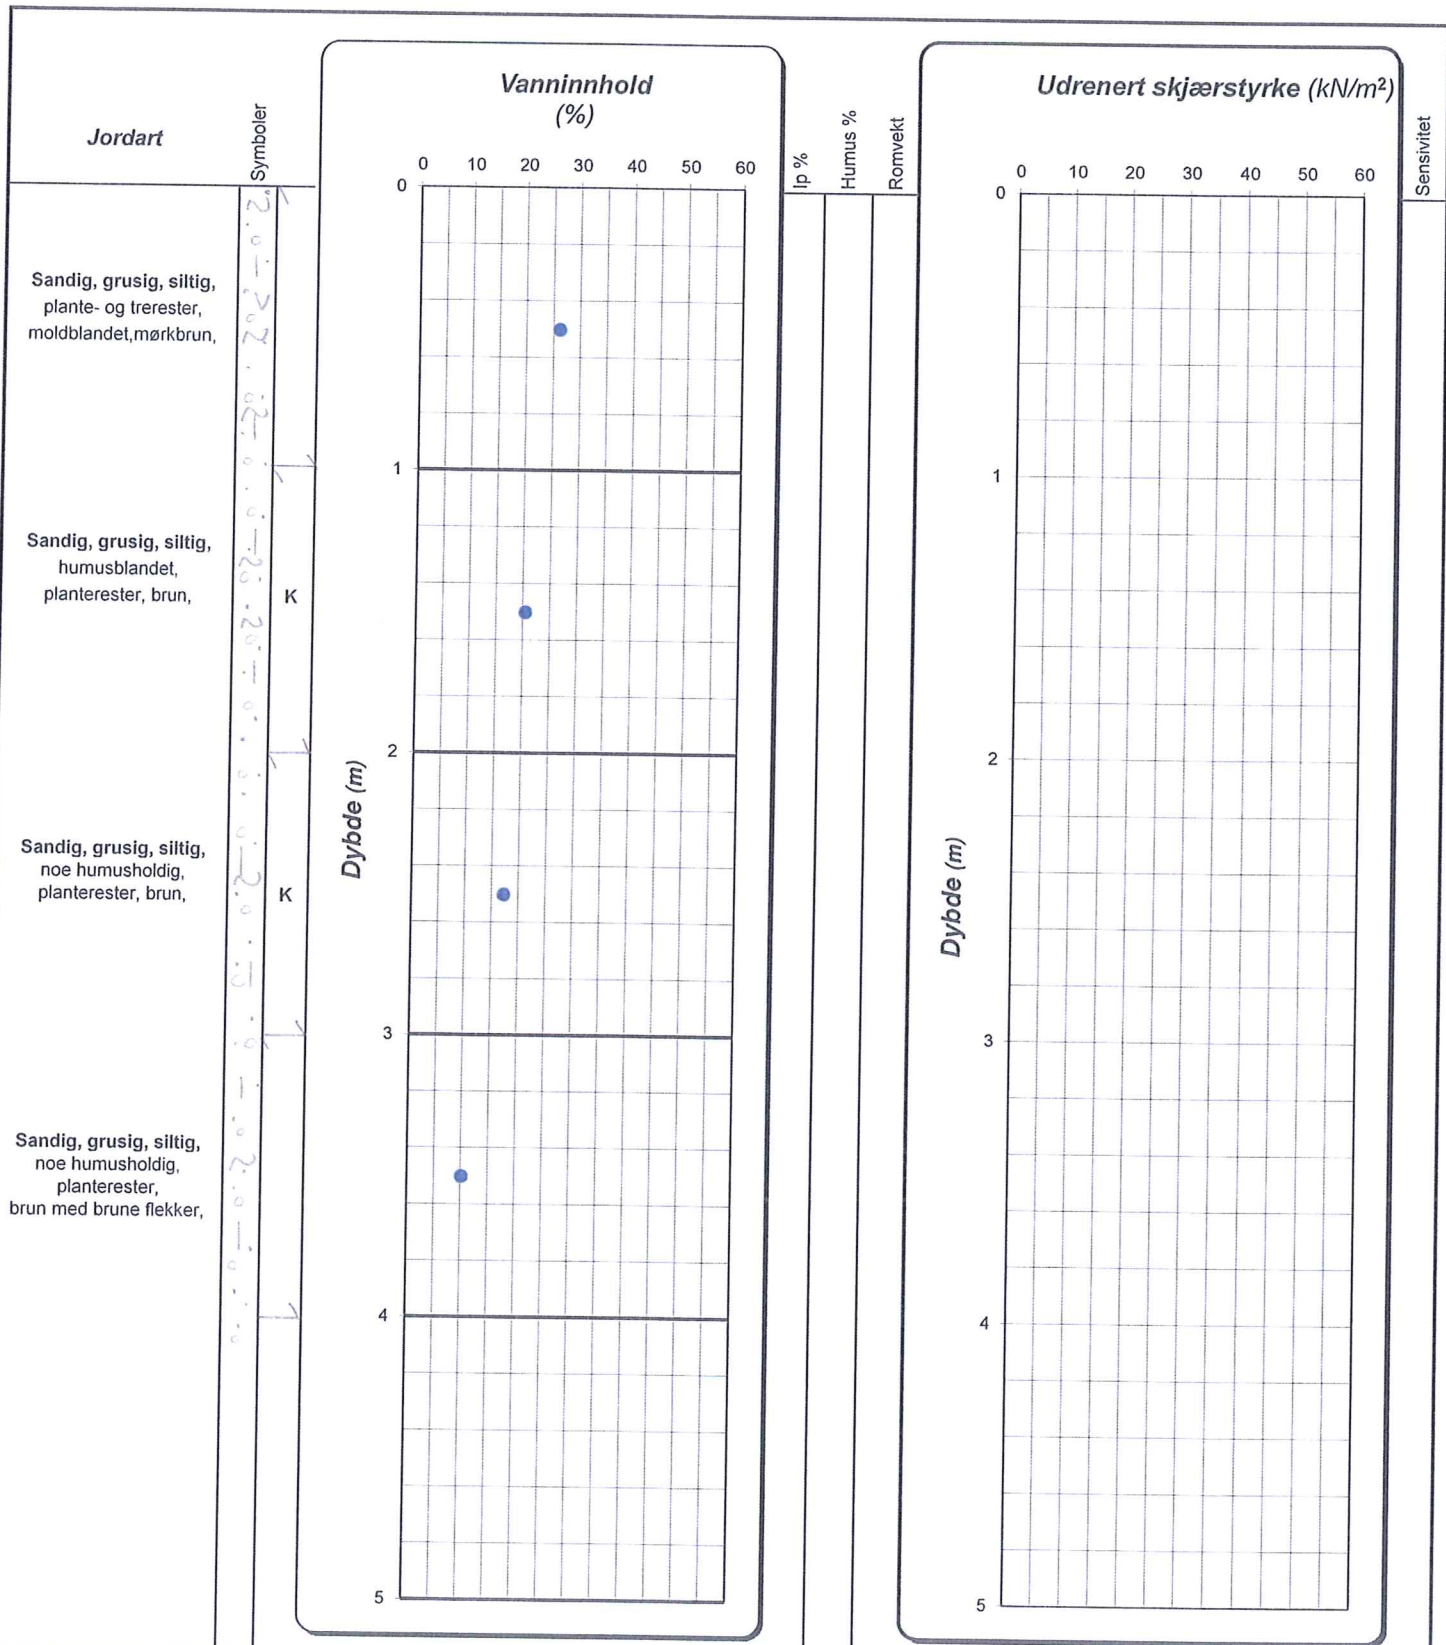 Jordart
Symboler
Vanninnhold
(%)
0 10 20 30 40 50 60
Ip %
Humus %
Romvekt
Udrenert skjærstyrke (kN/m²)
0 10 20 30 40 50 60
Sensivitet
Sandig, grusig, siltig,
plante- og trerester,
moldblandet,mørkbrun,
Sandig, grusig, siltig,
humusblandet,
planterester, brun,
K
Sandig, grusig, siltig,
noe humusholdig,
planterester, brun,
K
Sandig, grusig, siltig,
noe humusholdig,
planterester,
brun med brune flekker,
Dybde (m)
0
1
2
3
4
5
Dybde (m)
0
1
2
3
4
5